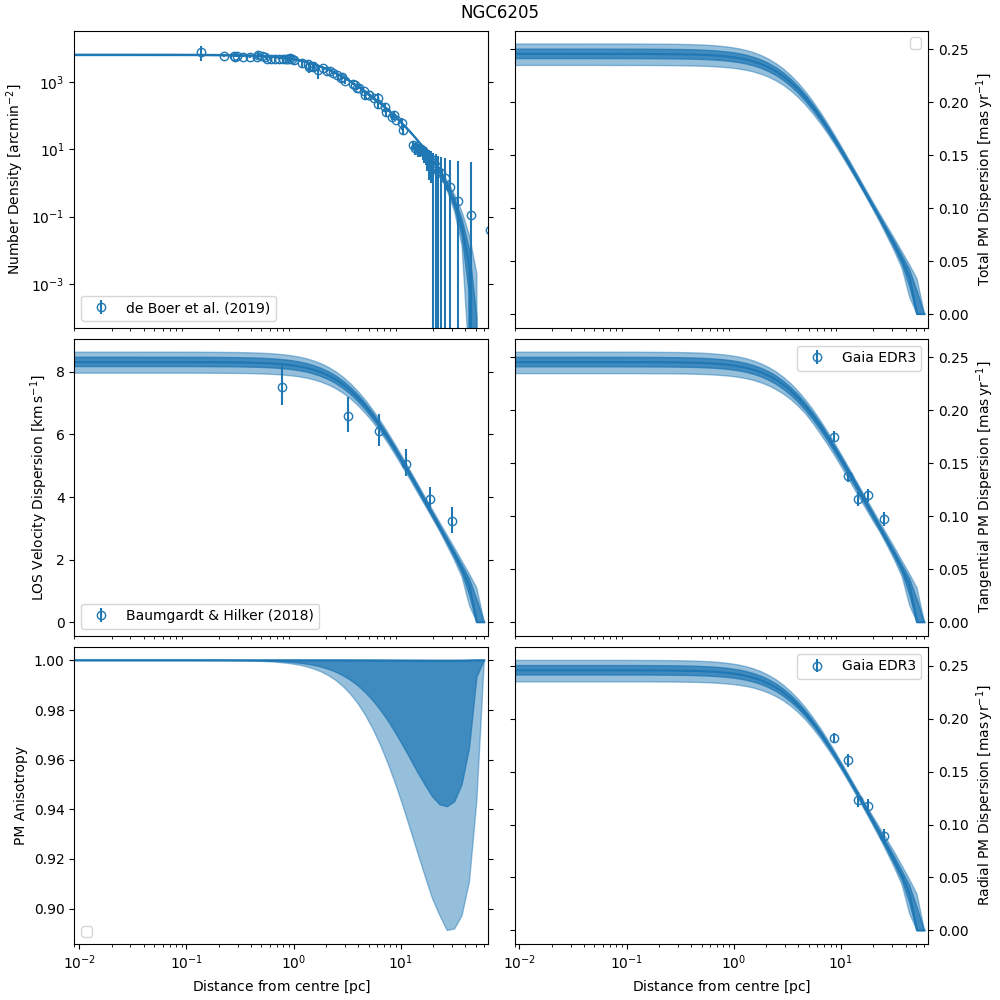 NGC6205
Number Density [arcmin⁻²]
10³
10¹
10⁻¹
10⁻³
de Boer et al. (2019)
Total PM Dispersion [mas yr⁻¹]
0.25
0.20
0.15
0.10
0.05
0.00
LOS Velocity Dispersion [km s⁻¹]
8
6
4
2
0
Baumgardt & Hilker (2018)
Gaia EDR3
Tangential PM Dispersion [mas yr⁻¹]
0.25
0.20
0.15
0.10
0.05
0.00
PM Anisotropy
1.00
0.98
0.96
0.94
0.92
0.90
10⁻² 10⁻¹ 10⁰ 10¹
Distance from centre [pc]
Gaia EDR3
Radial PM Dispersion [mas yr⁻¹]
0.25
0.20
0.15
0.10
0.05
0.00
10⁻² 10⁻¹ 10⁰ 10¹
Distance from centre [pc]